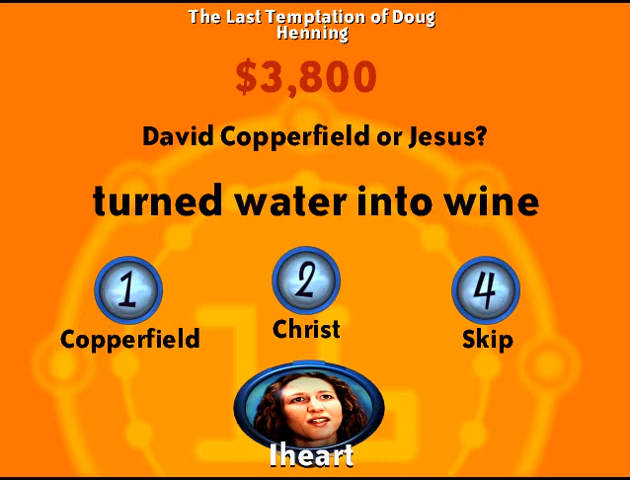 The Last Temptation of Doug
Henning
$3,800
David Copperfield or Jesus?
turned water into wine
1
2
4
Copperfield
Christ
Skip
Iheart